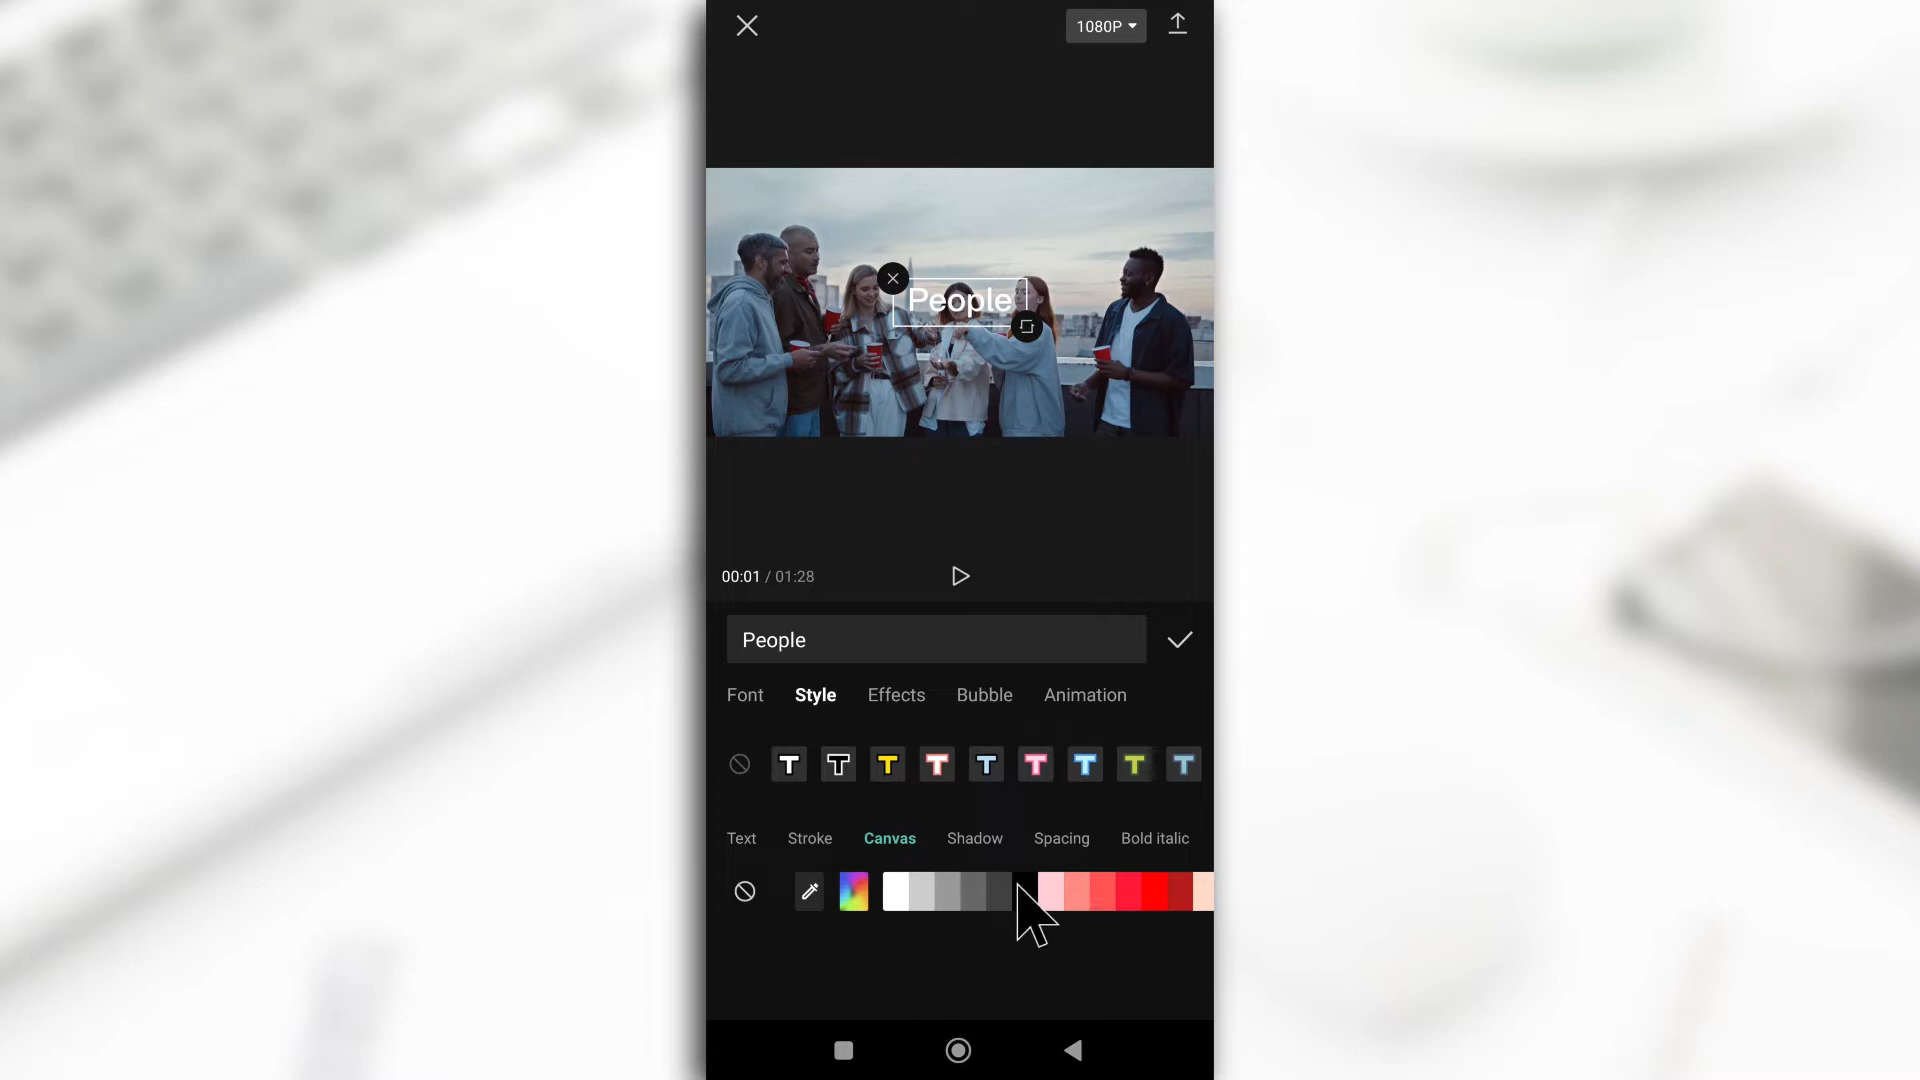 1080P
People
00:01 / 01:28
People
Font Style Effects Bubble Animation
T T T T T T T T T
Text Stroke Canvas Shadow Spacing Bold italic